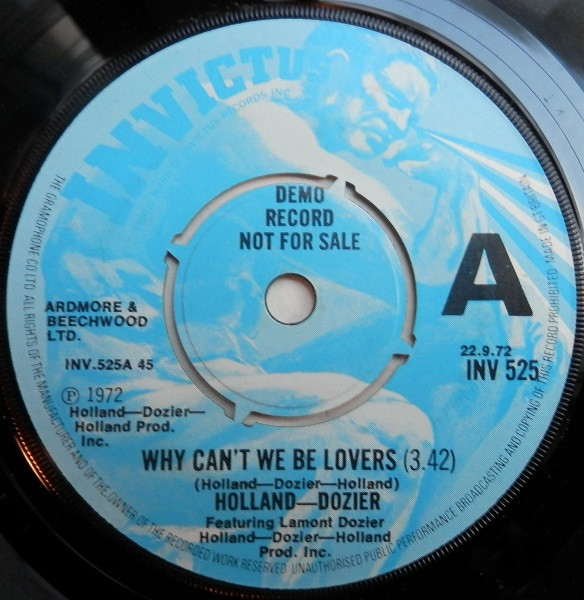 INVICTUS
DEMO
RECORD
NOT FOR SALE
A
ARDMORE &
BEECHWOOD
LTD.
INV.525A 45
Ⓟ 1972
Holland—Dozier—
Holland Prod.
Inc.
22.9.72
INV 525
WHY CAN'T WE BE LOVERS (3.42)
(Holland—Dozier—Holland)
HOLLAND—DOZIER
Featuring Lamont Dozier
Holland—Dozier—Holland
Prod. Inc.
THE GRAMOPHONE CO LTD. ALL RIGHTS OF THE MANUFACTURER AND OF THE OWNER OF THE RECORDED WORK RESERVED UNAUTHORISED PUBLIC PERFORMANCE BROADCASTING AND COPYING OF THIS RECORD PROHIBITED MADE IN GT BRITAIN